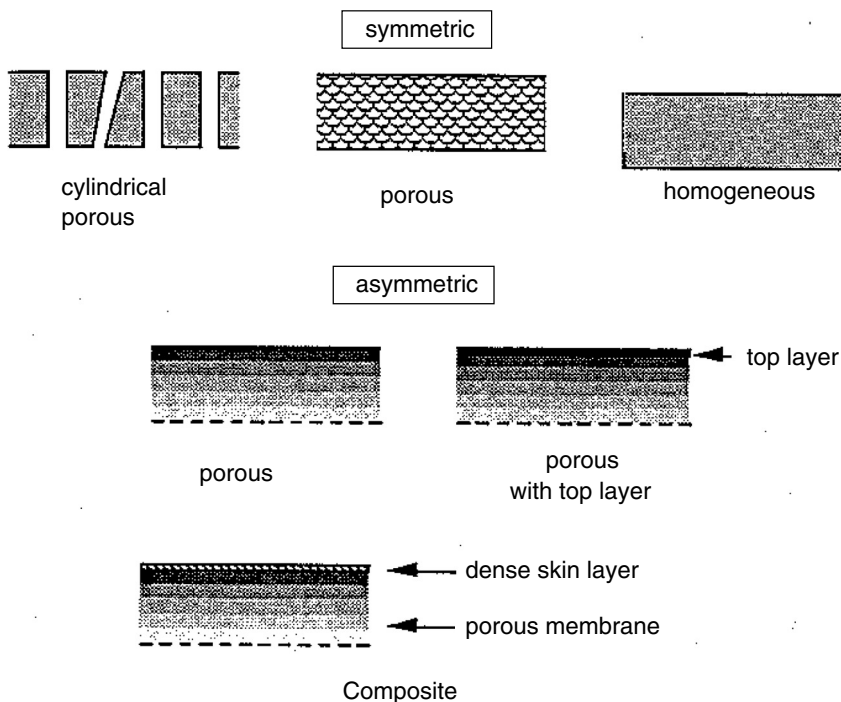 symmetric
cylindrical
porous
porous
homogeneous
asymmetric
top layer
porous
porous
with top layer
dense skin layer
porous membrane
Composite